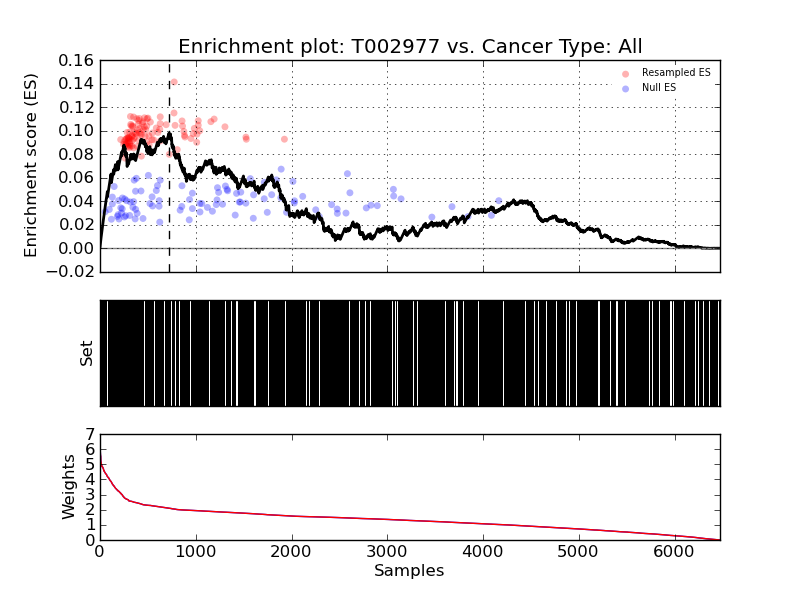 Enrichment plot: T002977 vs. Cancer Type: All
Enrichment score (ES)
0.16
0.14
0.12
0.10
0.08
0.06
0.04
0.02
0.00
−0.02
Resampled ES
Null ES
Set
Weights
7
6
5
4
3
2
1
0
0 1000 2000 3000 4000 5000 6000
Samples